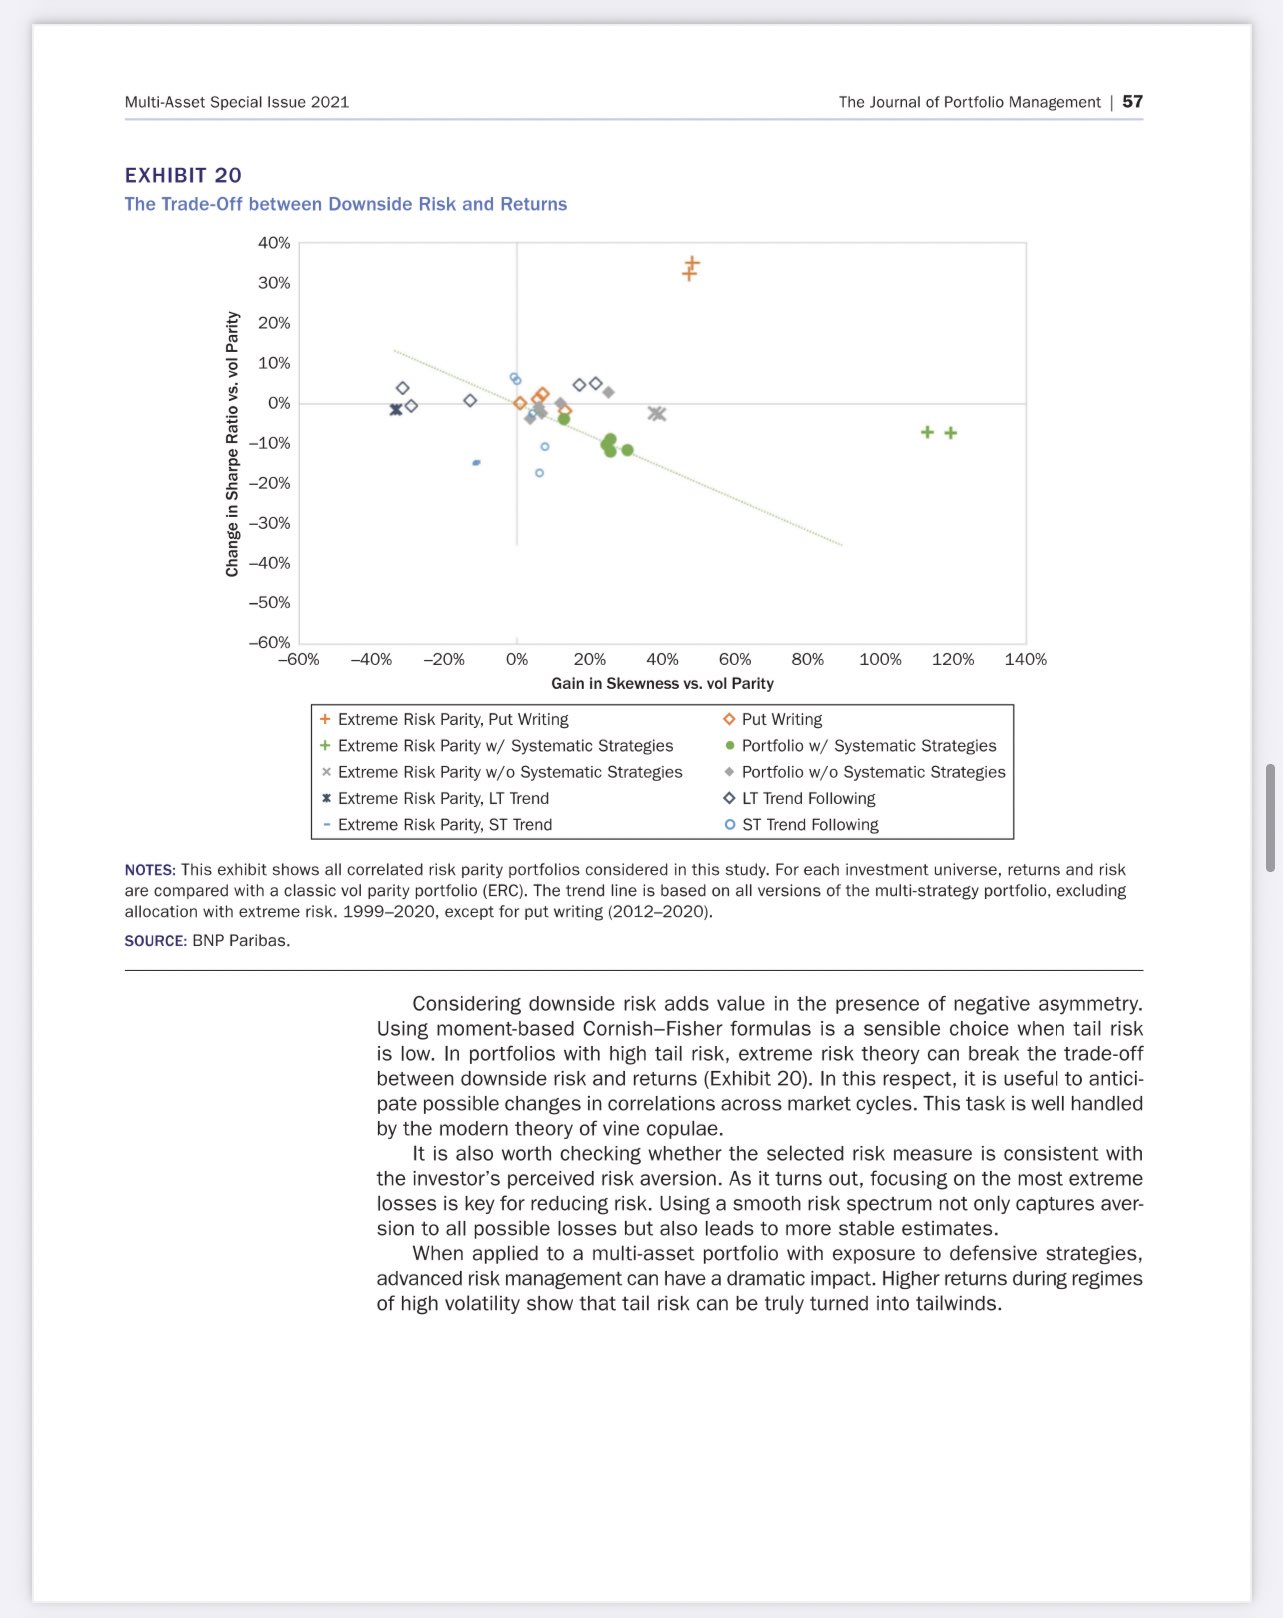 Multi-Asset Special Issue 2021
The Journal of Portfolio Management | 57
EXHIBIT 20
The Trade-Off between Downside Risk and Returns
Change in Sharpe Ratio vs. vol Parity
40%
30%
20%
10%
0%
–10%
–20%
–30%
–40%
–50%
–60%
–60% –40% –20% 0% 20% 40% 60% 80% 100% 120% 140%
Gain in Skewness vs. vol Parity
Extreme Risk Parity, Put Writing
Put Writing
Extreme Risk Parity w/ Systematic Strategies
Portfolio w/ Systematic Strategies
Extreme Risk Parity w/o Systematic Strategies
Portfolio w/o Systematic Strategies
Extreme Risk Parity, LT Trend
LT Trend Following
Extreme Risk Parity, ST Trend
ST Trend Following
NOTES: This exhibit shows all correlated risk parity portfolios considered in this study. For each investment universe, returns and risk
are compared with a classic vol parity portfolio (ERC). The trend line is based on all versions of the multi-strategy portfolio, excluding
allocation with extreme risk. 1999–2020, except for put writing (2012–2020).
SOURCE: BNP Paribas.
Considering downside risk adds value in the presence of negative asymmetry.
Using moment-based Cornish–Fisher formulas is a sensible choice when tail risk
is low. In portfolios with high tail risk, extreme risk theory can break the trade-off
between downside risk and returns (Exhibit 20). In this respect, it is useful to antici-
pate possible changes in correlations across market cycles. This task is well handled
by the modern theory of vine copulae.
It is also worth checking whether the selected risk measure is consistent with
the investor's perceived risk aversion. As it turns out, focusing on the most extreme
losses is key for reducing risk. Using a smooth risk spectrum not only captures aver-
sion to all possible losses but also leads to more stable estimates.
When applied to a multi-asset portfolio with exposure to defensive strategies,
advanced risk management can have a dramatic impact. Higher returns during regimes
of high volatility show that tail risk can be truly turned into tailwinds.